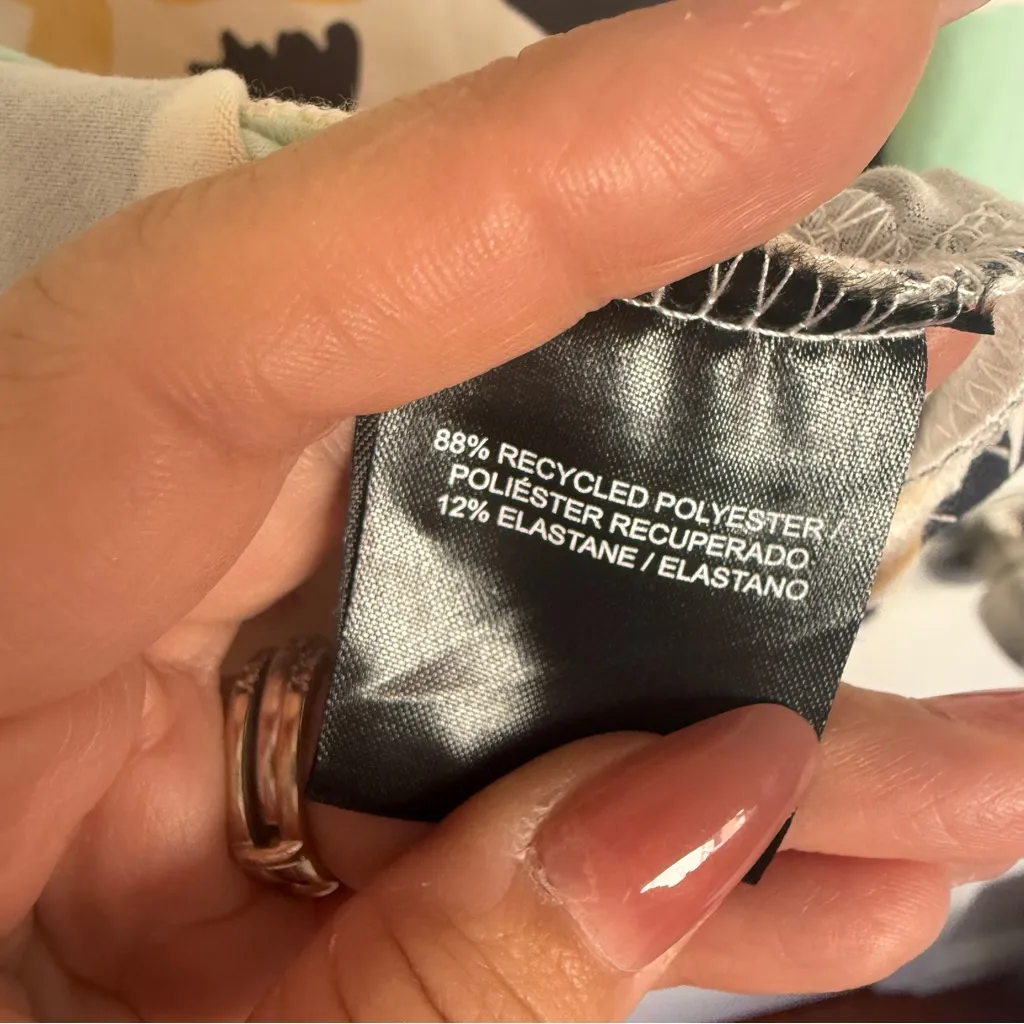 88% RECYCLED POLYESTER /
POLIÉSTER RECUPERADO
12% ELASTANE / ELASTANO